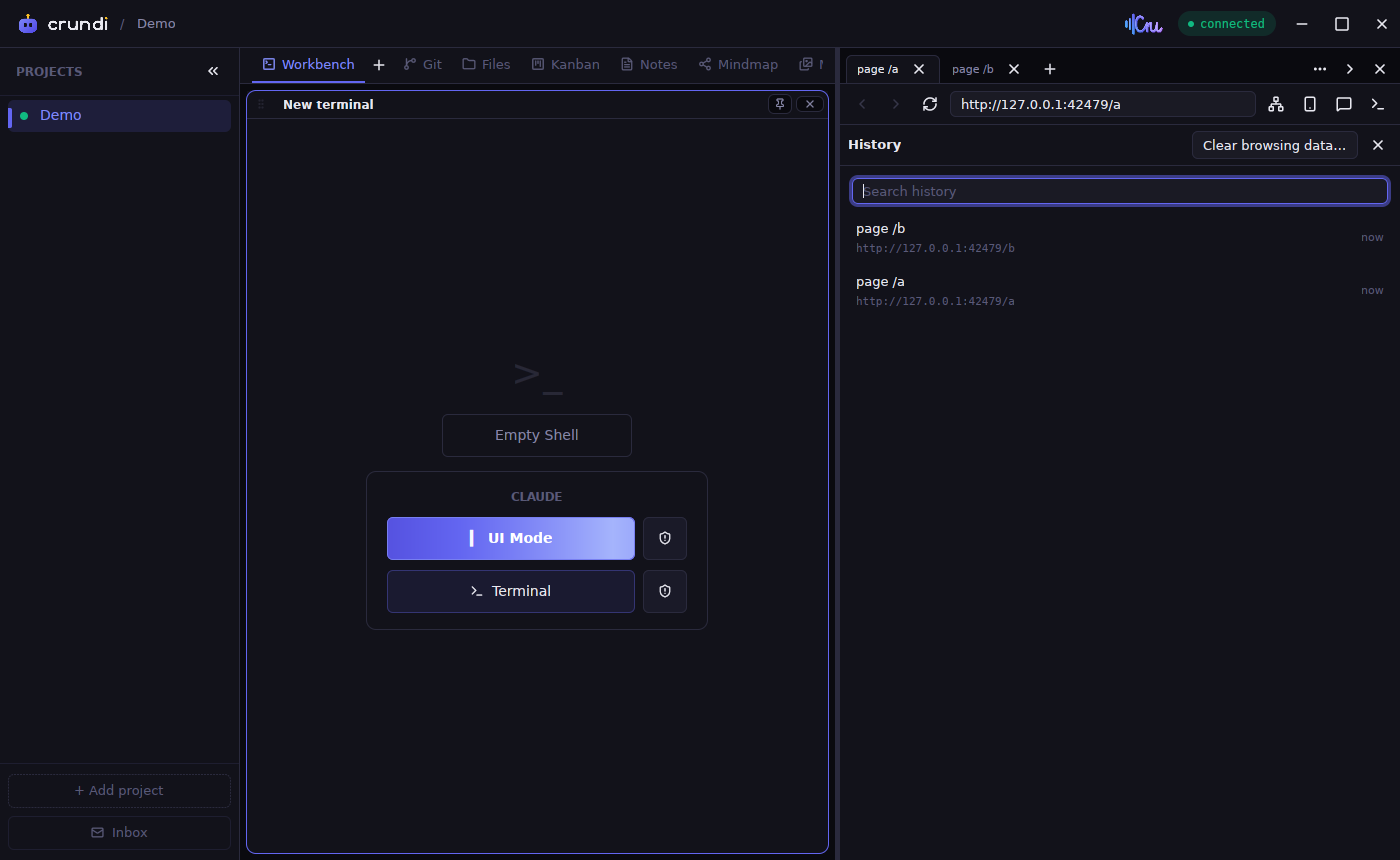 crundi / Demo
Cru
connected
PROJECTS
Demo
+ Add project
Inbox
Workbench
Git
Files
Kanban
Notes
Mindmap
New terminal
>_
Empty Shell
CLAUDE
UI Mode
Terminal
page /a
page /b
http://127.0.0.1:42479/a
History
Clear browsing data...
Search history
page /b
now
http://127.0.0.1:42479/b
page /a
now
http://127.0.0.1:42479/a